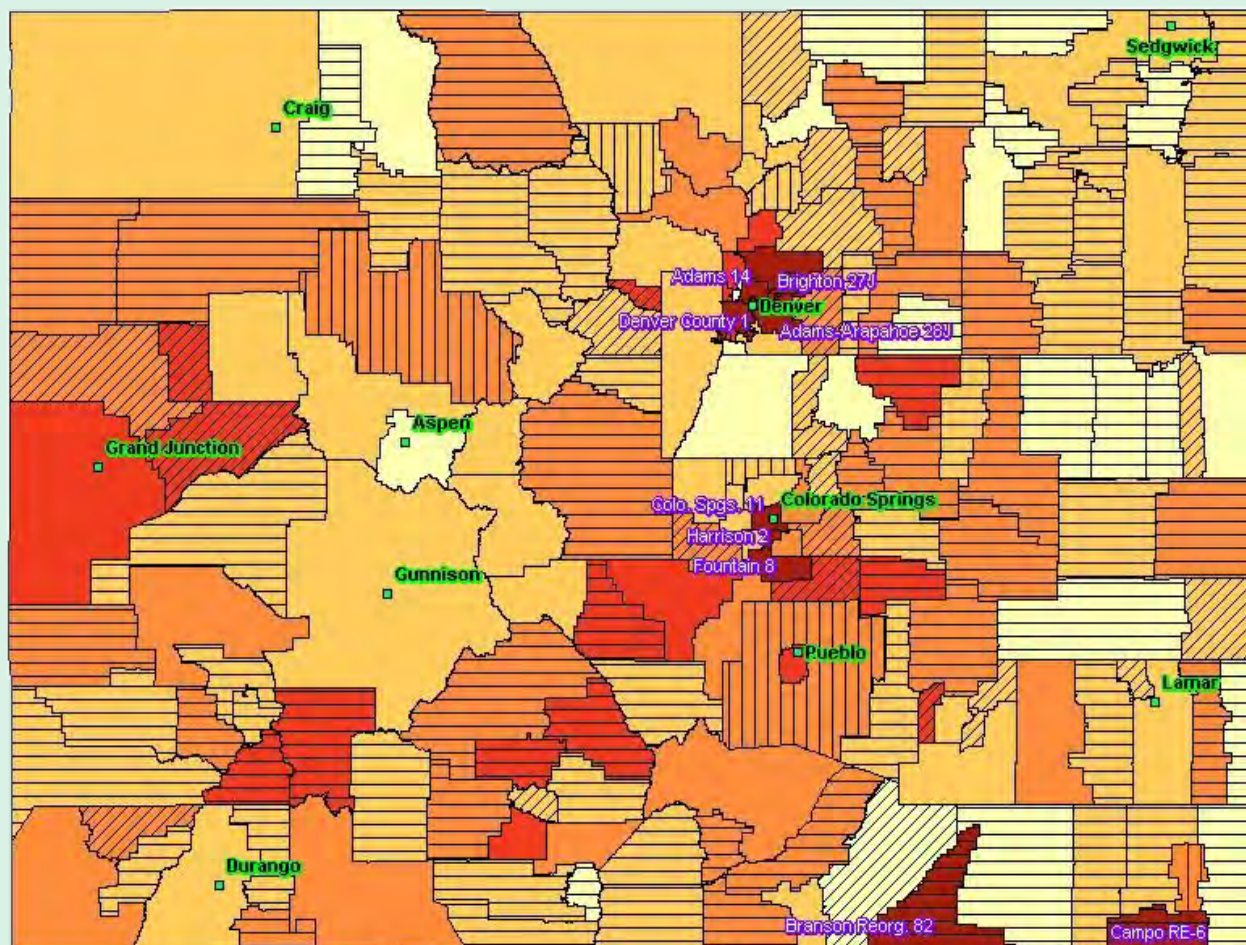 Sedgwick
Craig
Adams 14
Brighton 27J
Denver
Denver County 1
Adams-Arapahoe 28J
Aspen
Grand Junction
Colo. Spgs. 11
Colorado Springs
Harrison 2
Fountain 8
Gunnison
Pueblo
Lamar
Durango
Branson Reorg. 82
Campo RE-6